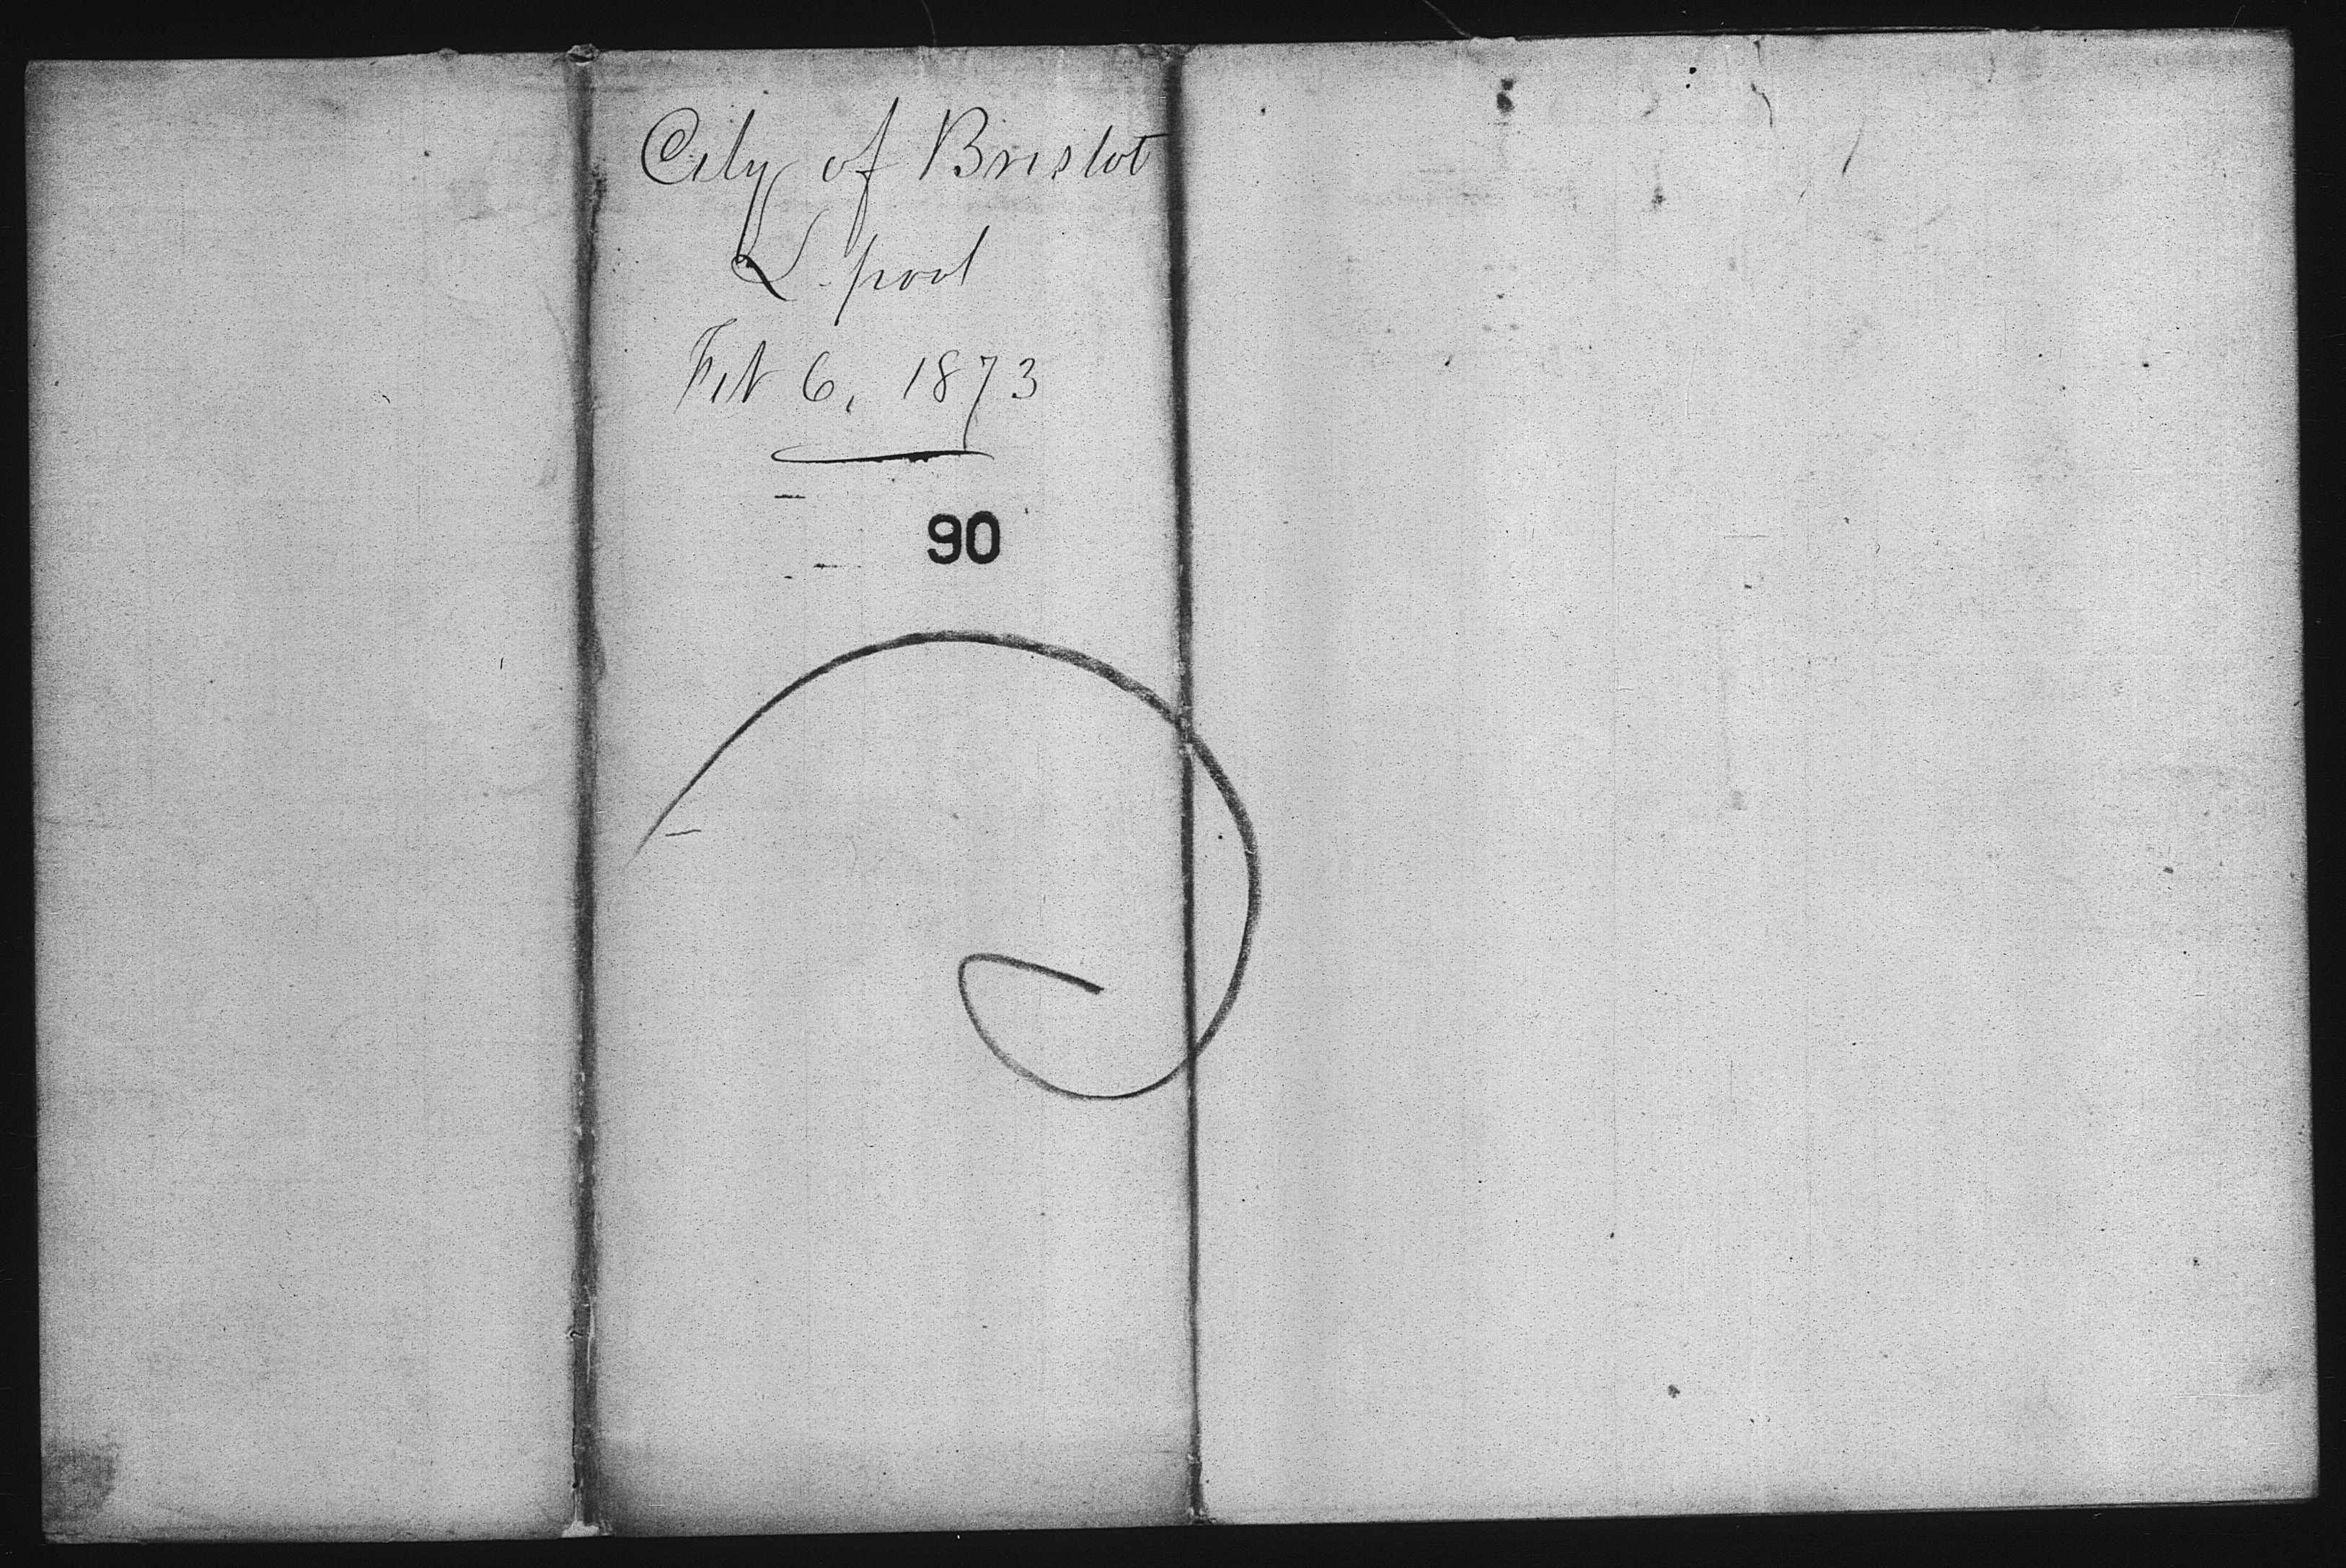 City of Bristol
L.pool
Feb 6, 1873
90